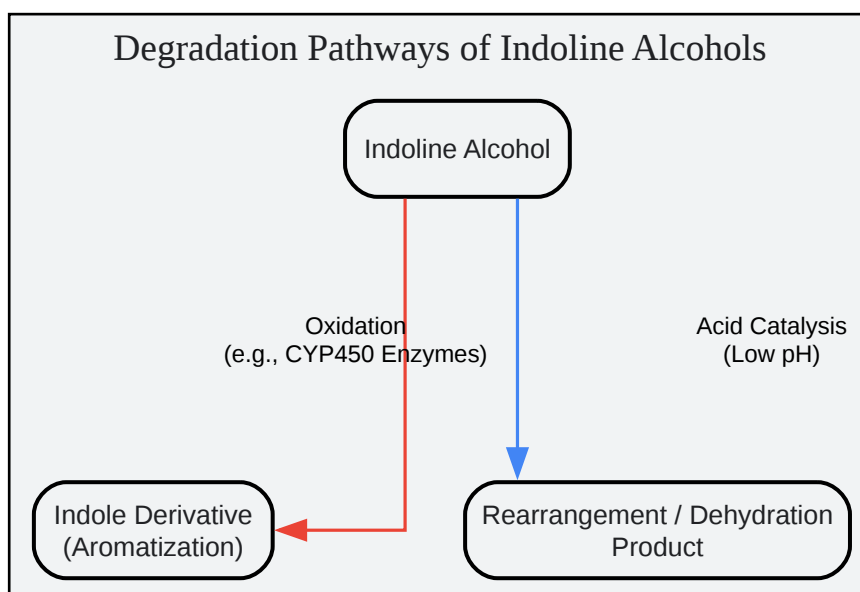 Degradation Pathways of Indoline Alcohols
Indoline Alcohol
Oxidation
(e.g., CYP450 Enzymes)
Acid Catalysis
(Low pH)
Indole Derivative
(Aromatization)
Rearrangement / Dehydration
Product